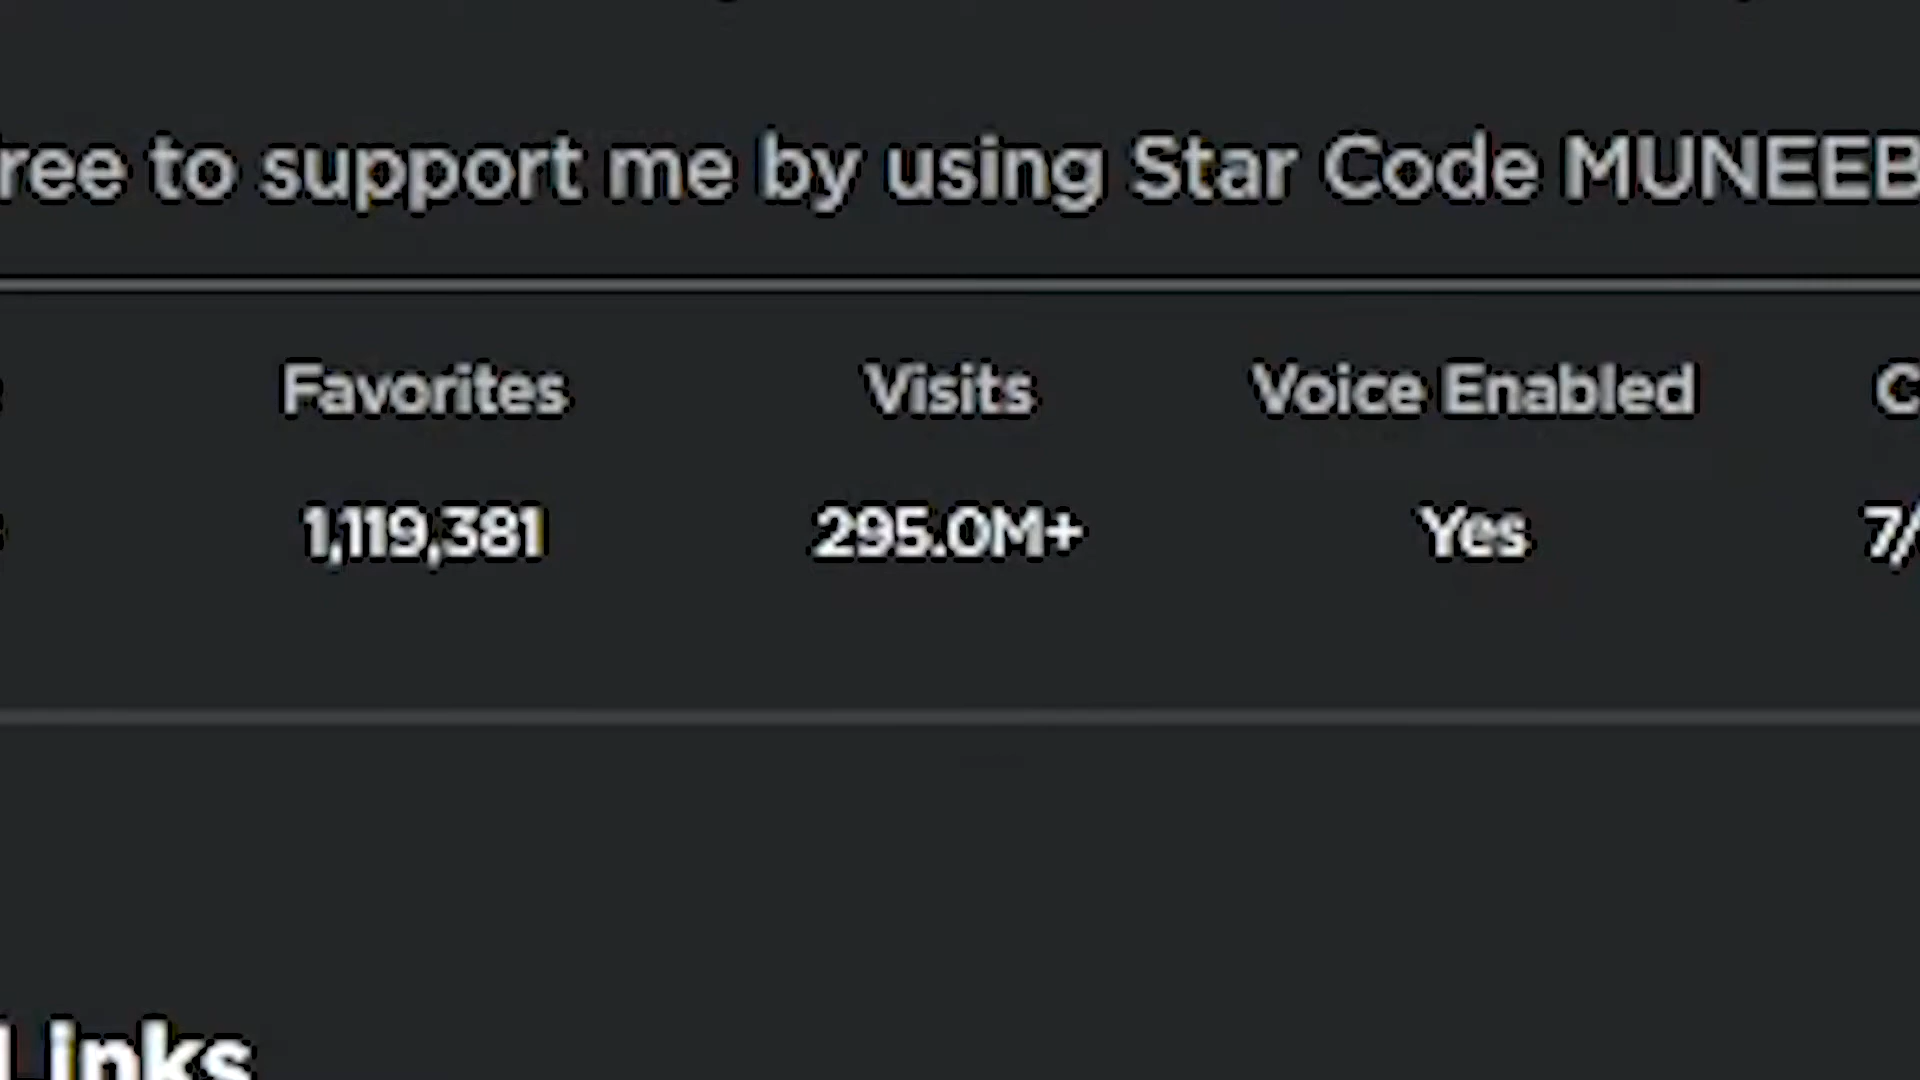 ree to support me by using Star Code MUNEEB
Favorites Visits Voice Enabled C
1,119,381 295.0M+ Yes 7/
Links